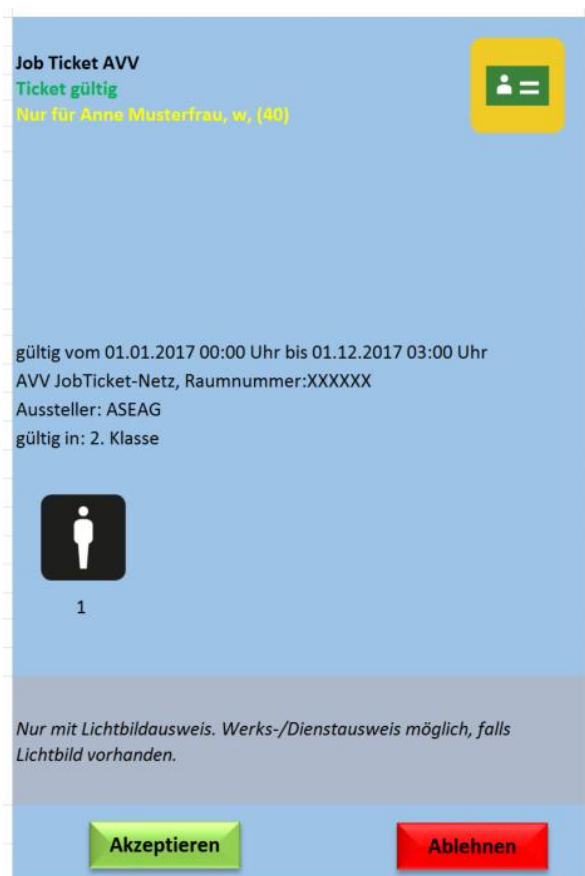 Job Ticket AVV
Ticket gültig
Nur für Anne Musterfrau, w, (40)
gültig vom 01.01.2017 00:00 Uhr bis 01.12.2017 03:00 Uhr
AVV JobTicket-Netz, Raumnummer:XXXXXX
Aussteller: ASEAG
gültig in: 2. Klasse
1
Nur mit Lichtbildausweis. Werks-/Dienstausweis möglich, falls
Lichtbild vorhanden.
Akzeptieren
Ablehnen